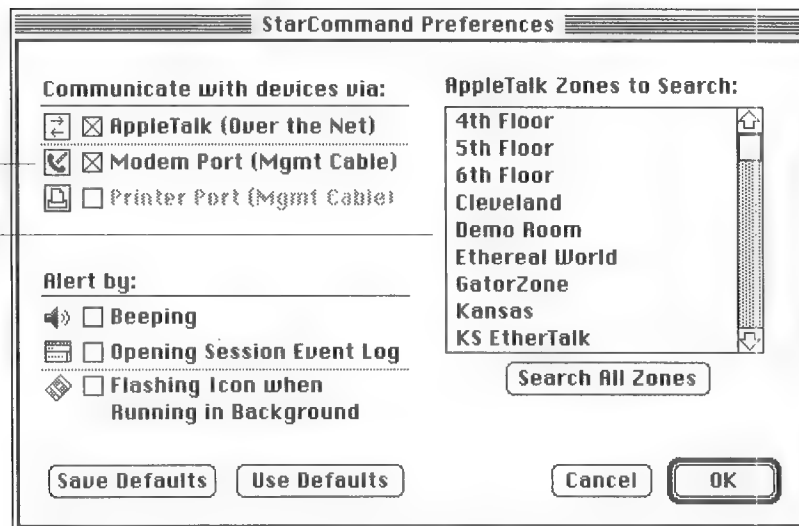 StarCommand Preferences
Communicate with devices via:
AppleTalk (Over the Net)
Modem Port (Mgmt Cable)
Printer Port (Mgmt Cable)
Alert by:
Beeping
Opening Session Event Log
Flashing Icon when
Running in Background
AppleTalk Zones to Search:
4th Floor
5th Floor
6th Floor
Cleveland
Demo Room
Ethereal World
GatorZone
Kansas
KS EtherTalk
Search All Zones
Save Defaults
Use Defaults
Cancel
OK